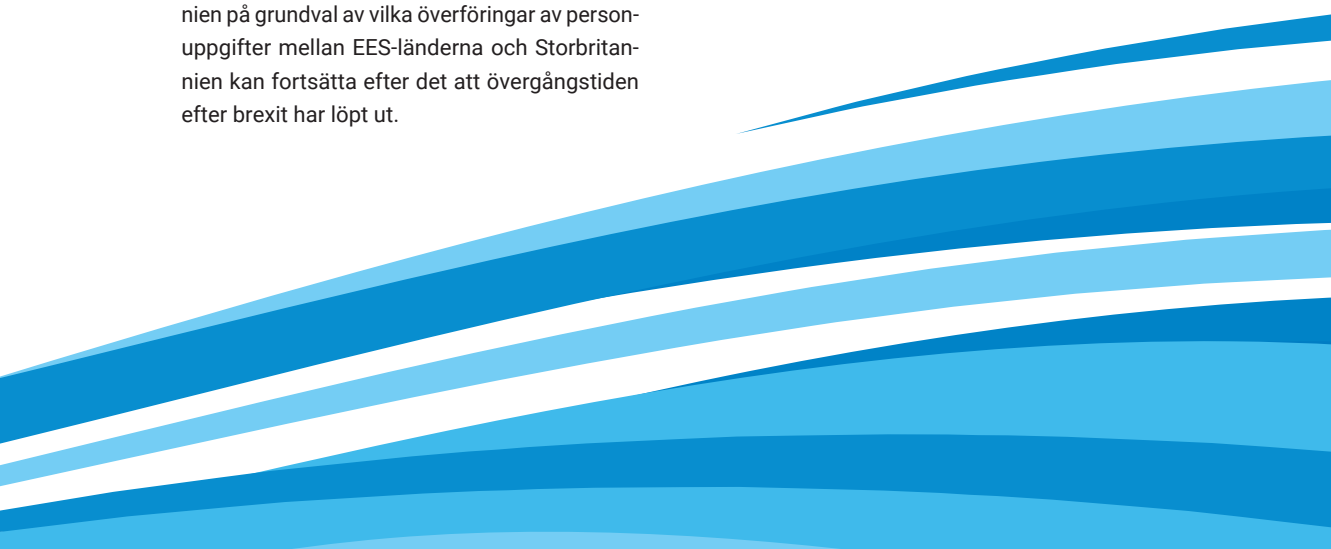 nien på grundval av vilka överföringar av person-
uppgifter mellan EES-länderna och Storbritan-
nien kan fortsätta efter det att övergångstiden
efter brexit har löpt ut.